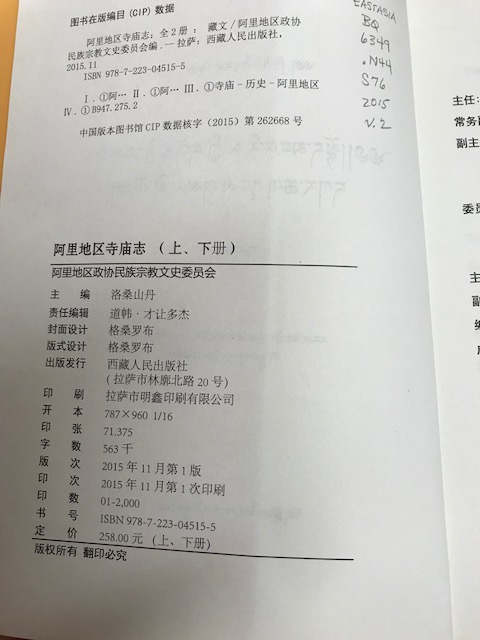 图书在版编目(CIP)数据
阿里地区寺庙志：全2册：藏文/阿里地区政协
民族宗教文史委员会编．—拉萨：西藏人民出版社，
2015.11
ISBN 978-7-223-04515-5
Ⅰ．①阿… Ⅱ．①阿… Ⅲ．①寺庙－历史－阿里地区
Ⅳ．①B947.275.2
中国版本图书馆CIP数据核字（2015）第262668号
EASTASIA
BQ
6349
.N44
S76
2015
V.2
阿里地区寺庙志（上、下册）
阿里地区政协民族宗教文史委员会
主 编 洛桑山丹
责任编辑 道韩·才让多杰
封面设计 格桑罗布
版式设计 格桑罗布
出版发行 西藏人民出版社
（拉萨市林廓北路20号）
印 刷 拉萨市明鑫印刷有限公司
开 本 787×960 1/16
印 张 71.375
字 数 563千
版 次 2015年11月第1版
印 次 2015年11月第1次印刷
印 数 01-2,000
书 号 ISBN 978-7-223-04515-5
定 价 258.00元（上、下册）
版权所有 翻印必究
主任：
副主
委员